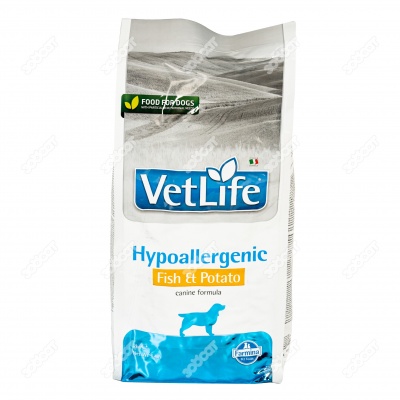 FOOD FOR DOGS
VetLife
Hypoallergenic
Fish & Potato
canine formula
Farmina